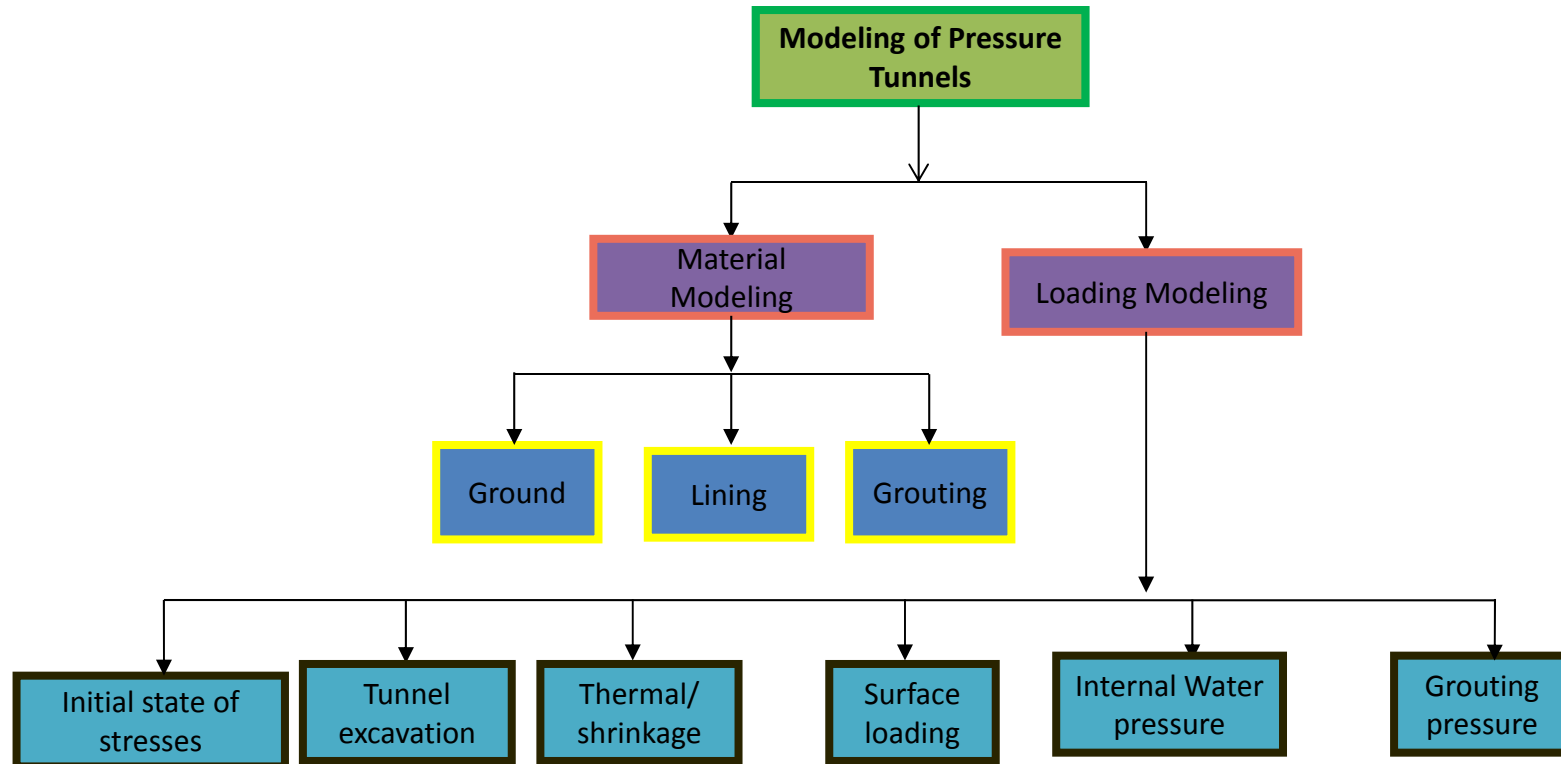 Modeling of Pressure
Tunnels
Material
Modeling
Loading Modeling
Ground
Lining
Grouting
Initial state of
stresses
Tunnel
excavation
Thermal/
shrinkage
Surface
loading
Internal Water
pressure
Grouting
pressure